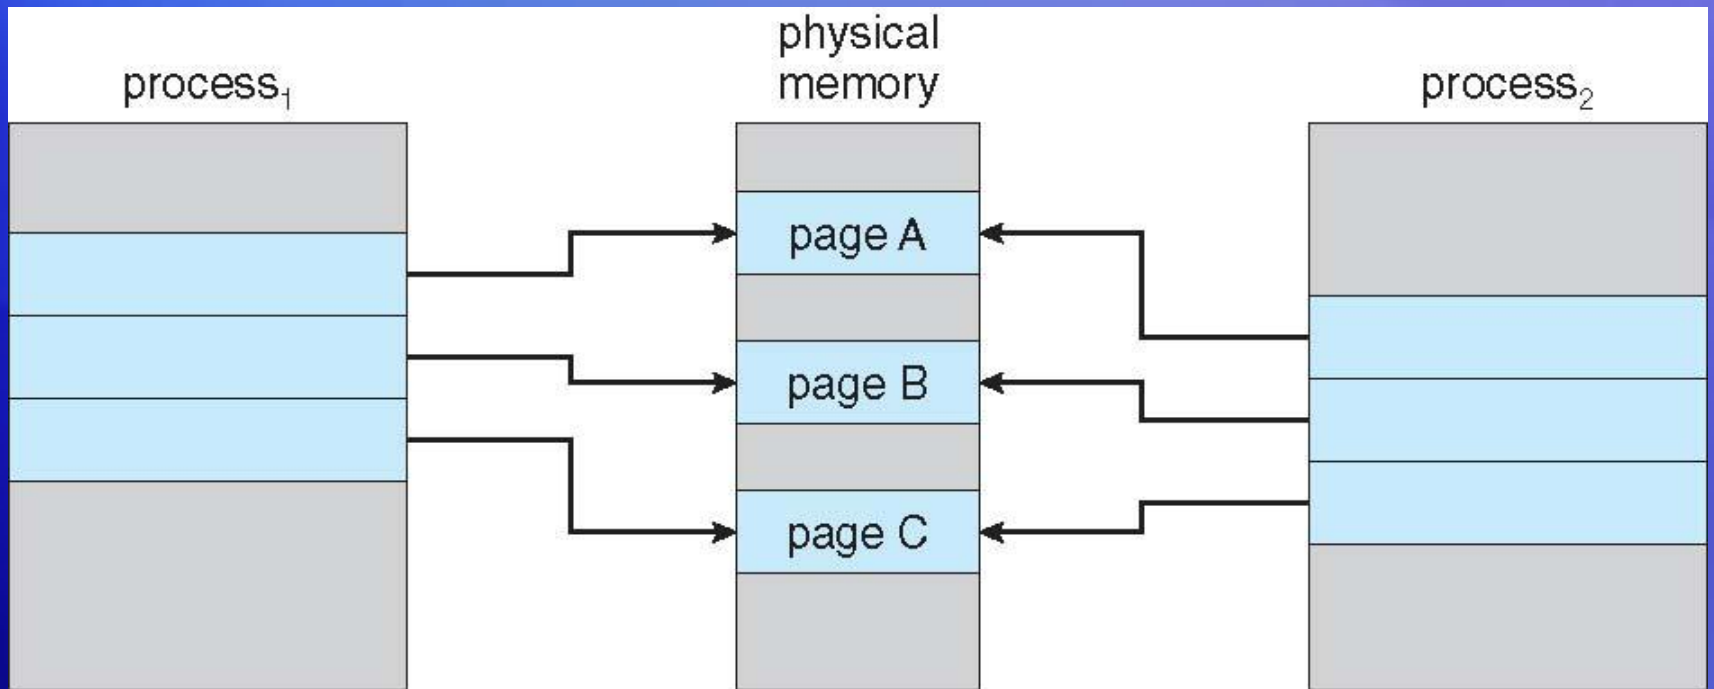 physical
memory
process₁
process₂
page A
page B
page C